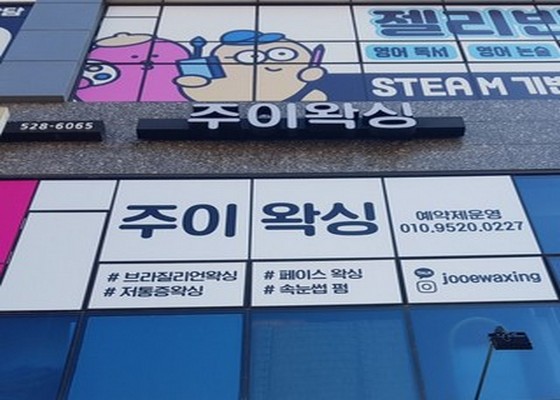 영어 독서
영어 논술
STEAM
528-6065
주이왁싱
주이 왁싱
예약제운영
010.9520.0227
# 브라질리언왁싱
# 저통증왁싱
# 페이스 왁싱
# 속눈썹 펌
TALK
jooewaxing